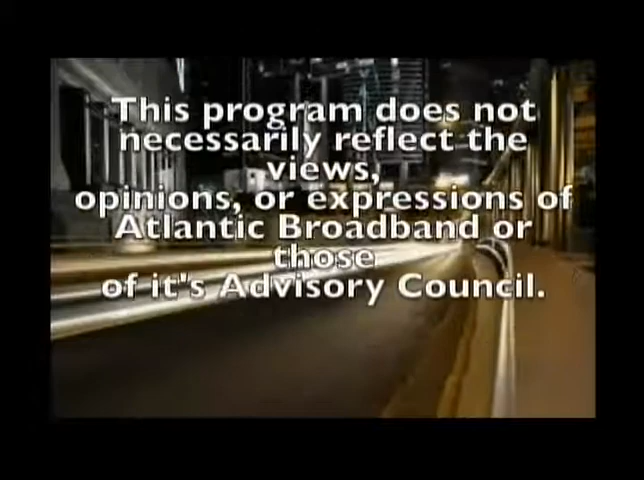 This program does not
necessarily reflect the
views,
opinions, or expressions of
Atlantic Broadband or
those
of it's Advisory Council.